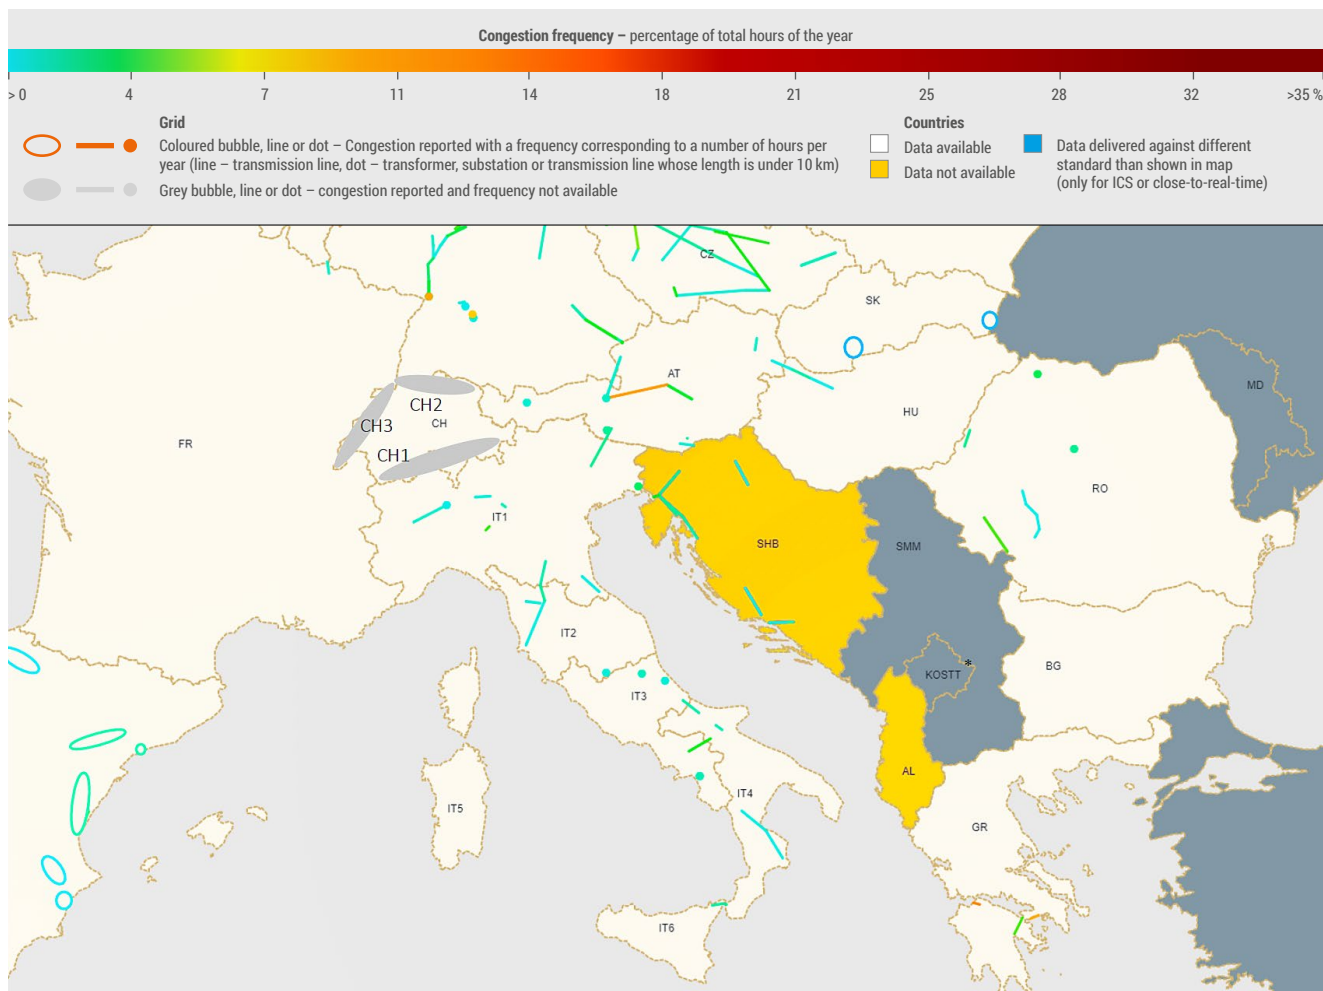 Congestion frequency – percentage of total hours of the year
> 0 4 7 11 14 18 21 25 28 32 >35 %
Grid
Coloured bubble, line or dot – Congestion reported with a frequency corresponding to a number of hours per
year (line – transmission line, dot – transformer, substation or transmission line whose length is under 10 km)
Grey bubble, line or dot – congestion reported and frequency not available
Countries
Data available
Data not available
Data delivered against different
standard than shown in map
(only for ICS or close-to-real-time)
CZ
SK
AT
MD
CH2
HU
CH3
CH
FR
CH1
RO
IT1
SHB
SMM
IT2
BG
*
KOSTT
IT3
AL
IT4
IT5
GR
IT6